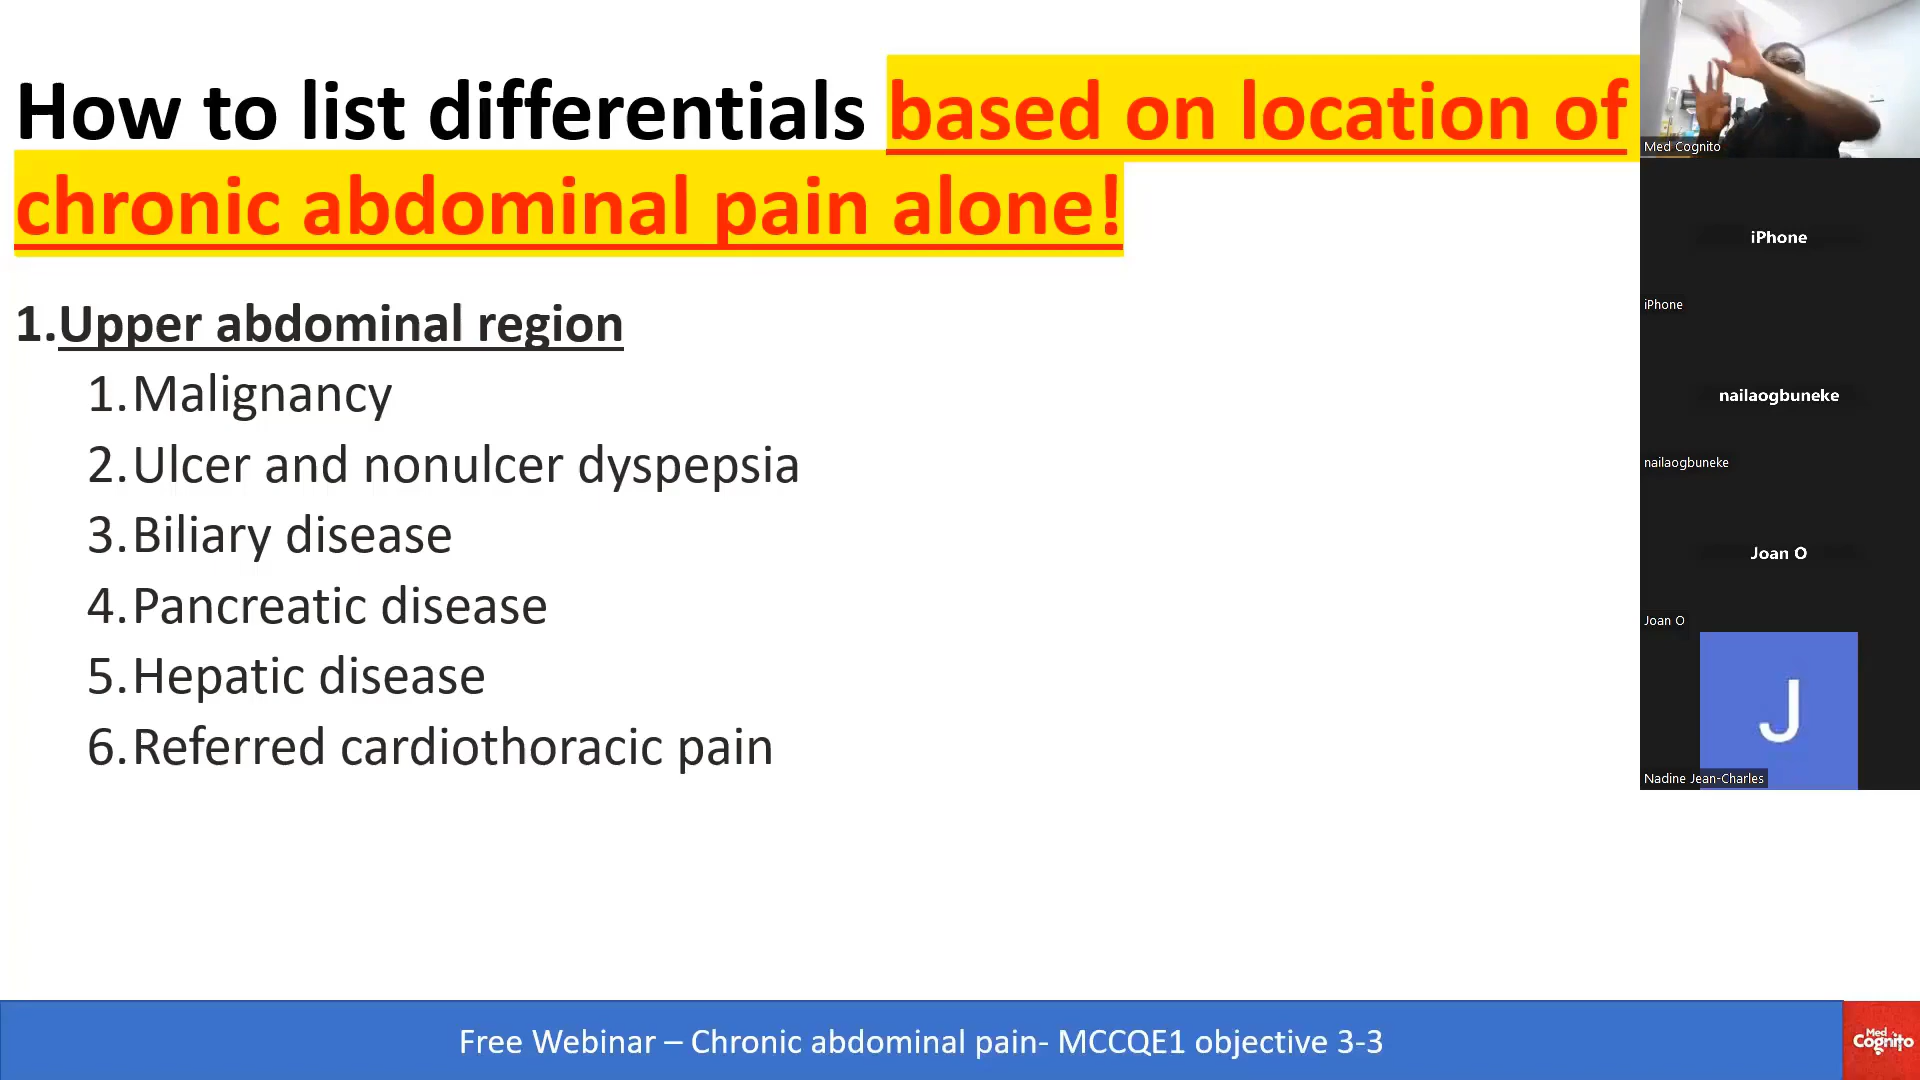 How to list differentials based on location of
chronic abdominal pain alone!
1.Upper abdominal region
1.Malignancy
2.Ulcer and nonulcer dyspepsia
3.Biliary disease
4.Pancreatic disease
5.Hepatic disease
6.Referred cardiothoracic pain
Med Cognito
iPhone
iPhone
nailaogbuneke
nailaogbuneke
Joan O
Joan O
J
Nadine Jean-Charles
Free Webinar – Chronic abdominal pain- MCCQE1 objective 3-3
Med
Cognito